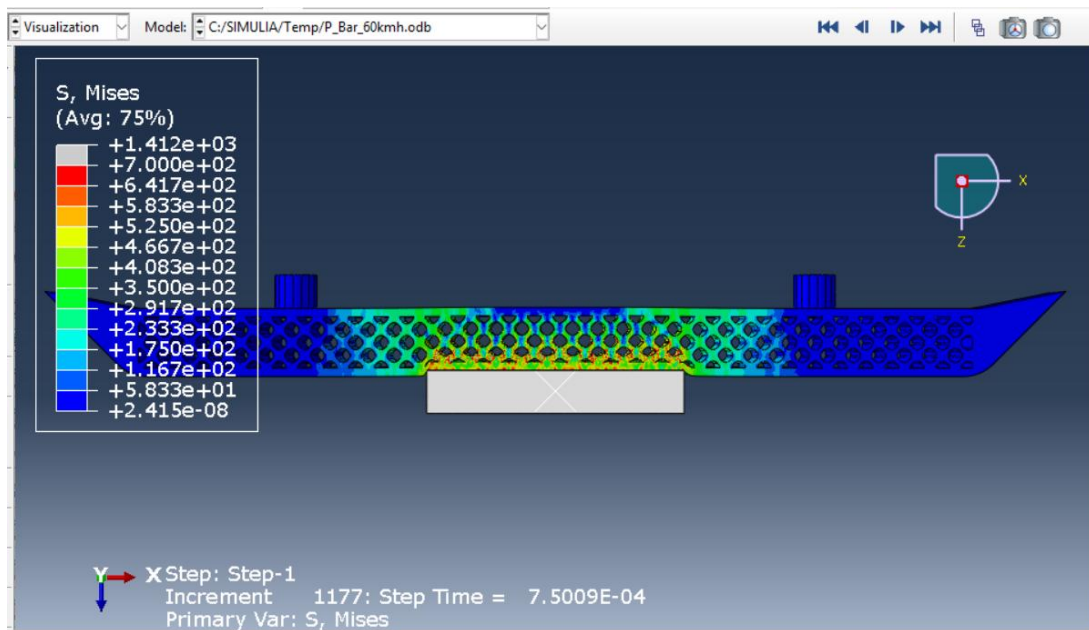 Visualization Model: C:/SIMULIA/Temp/P_Bar_60kmh.odb
S, Mises
(Avg: 75%)
+1.412e+03
+7.000e+02
+6.417e+02
+5.833e+02
+5.250e+02
+4.667e+02
+4.083e+02
+3.500e+02
+2.917e+02
+2.333e+02
+1.750e+02
+1.167e+02
+5.833e+01
+2.415e-08
X
Z
Y X
Step: Step-1
Increment 1177: Step Time = 7.5009E-04
Primary Var: S, Mises